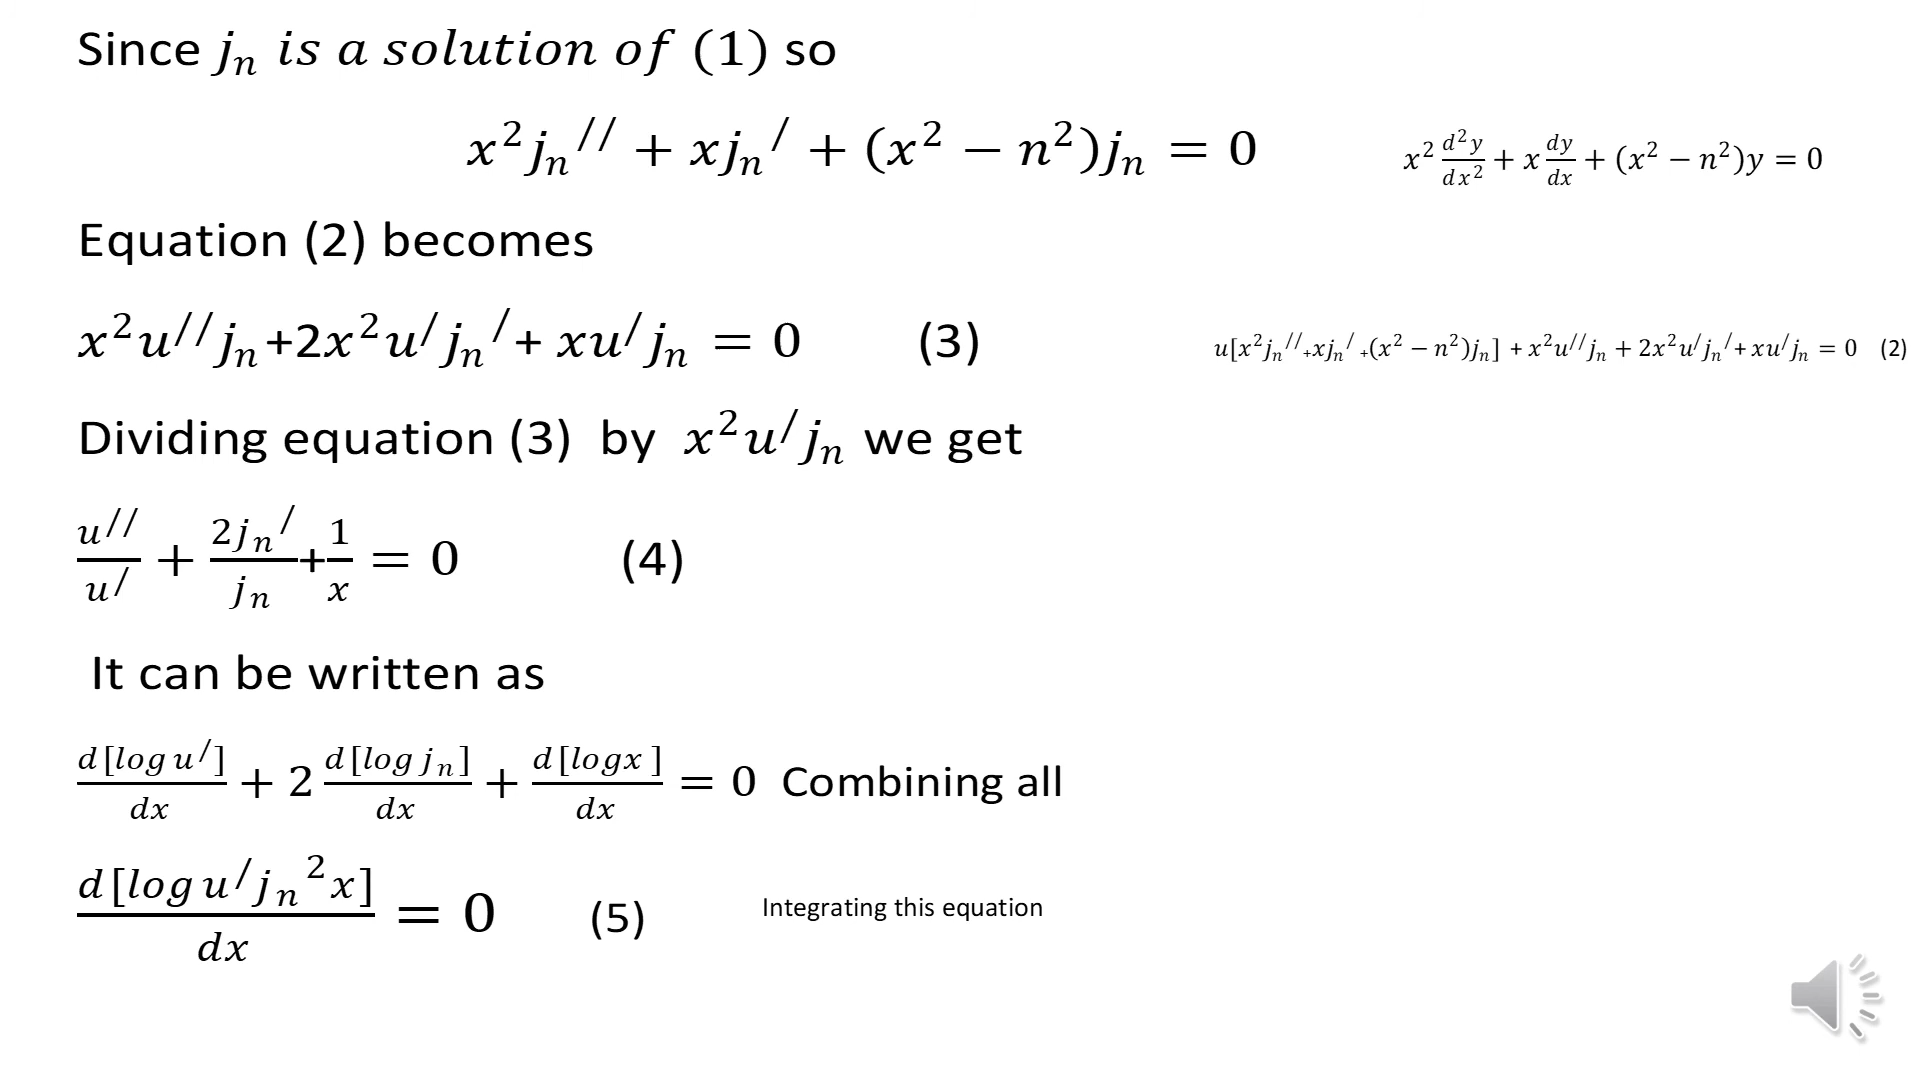 Since jₙ is a solution of (1) so
x²jₙ^// + xjₙ^/ + (x² − n²)jₙ = 0
x² d²y/dx² + x dy/dx + (x² − n²)y = 0
Equation (2) becomes
x²u^//jₙ+2x²u^/jₙ^/+ xu^/jₙ = 0 (3)
u[x²jₙ^//+xjₙ^/ +(x² − n²)jₙ] + x²u^//jₙ + 2x²u^/jₙ^/+ xu^/jₙ = 0 (2)
Dividing equation (3) by x²u^/jₙ we get
u^///u^/ + 2jₙ^//jₙ+1/x = 0 (4)
It can be written as
d[log u^/]/dx + 2 d[log jₙ]/dx + d[logx ]/dx = 0 Combining all
d[log u^/jₙ²x]/dx = 0 (5) Integrating this equation